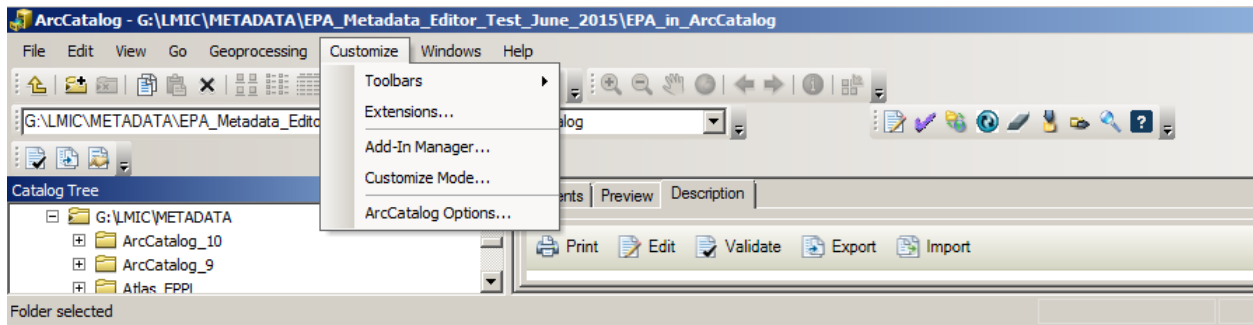 ArcCatalog - G:\LMIC\METADATA\EPA_Metadata_Editor_Test_June_2015\EPA_in_ArcCatalog
File Edit View Go Geoprocessing Customize Windows Help
Toolbars
Extensions...
G:\LMIC\METADATA\EPA_Metadata_Edito
alog
Add-In Manager...
Customize Mode...
ArcCatalog Options...
Catalog Tree
ents Preview Description
G:\LMIC\METADATA
ArcCatalog_10
ArcCatalog_9
Atlas_EPPL
Print Edit Validate Export Import
Folder selected